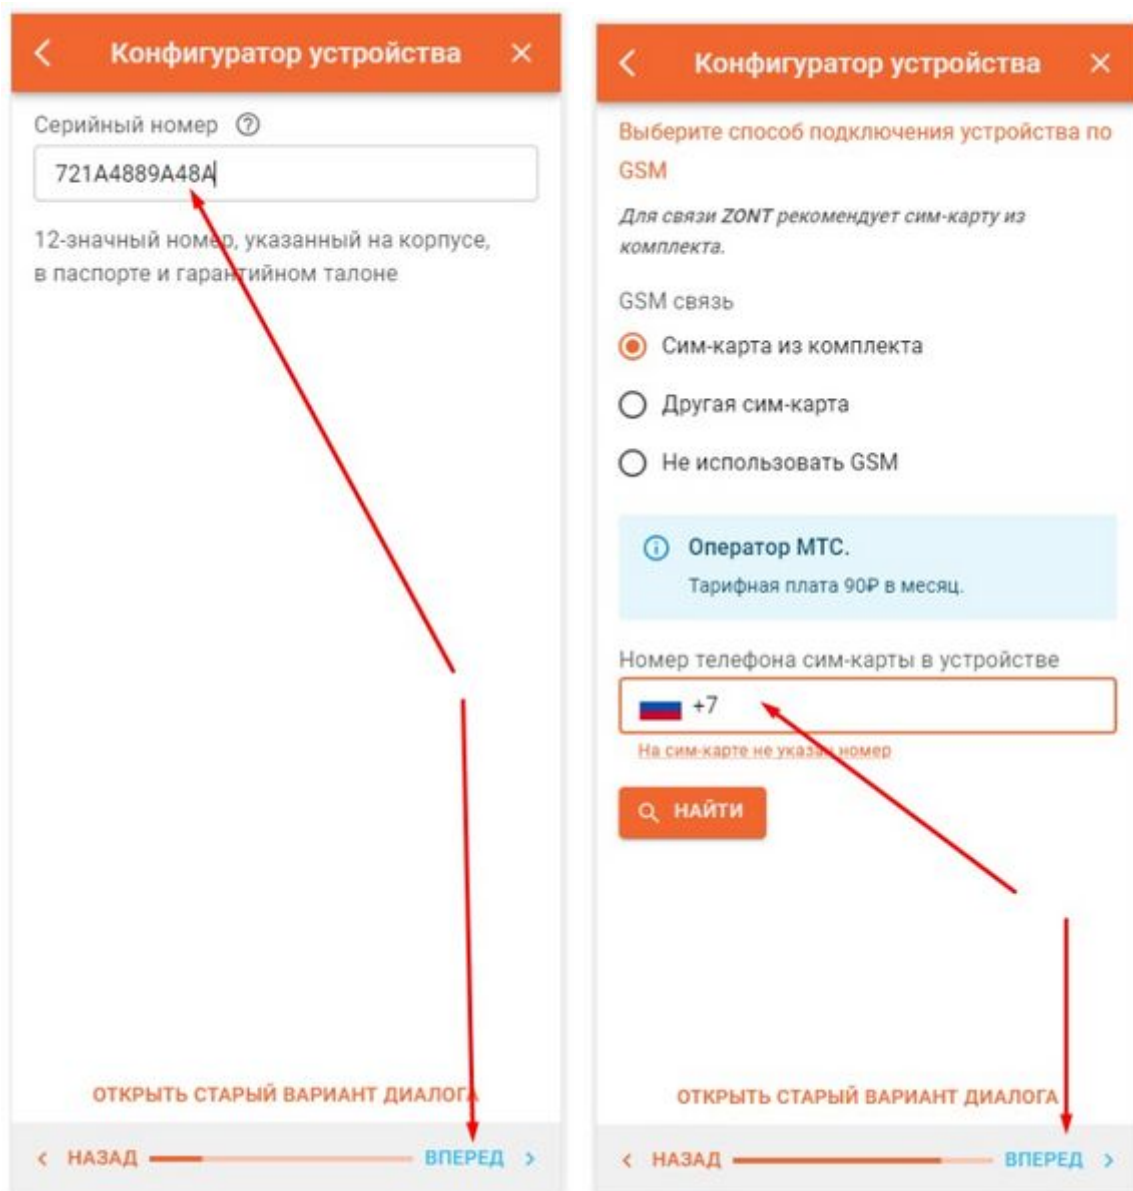 Конфигуратор устройства
Серийный номер
721A4889A48A
12-значный номер, указанный на корпусе,
в паспорте и гарантийном талоне
ОТКРЫТЬ СТАРЫЙ ВАРИАНТ ДИАЛОГА
НАЗАД
ВПЕРЕД
Конфигуратор устройства
Выберите способ подключения устройства по
GSM
Для связи ZONT рекомендует сим-карту из
комплекта.
GSM связь
Сим-карта из комплекта
Другая сим-карта
Не использовать GSM
Оператор МТС.
Тарифная плата 90₽ в месяц.
Номер телефона сим-карты в устройстве
+7
На сим-карте не указан номер
НАЙТИ
ОТКРЫТЬ СТАРЫЙ ВАРИАНТ ДИАЛОГА
НАЗАД
ВПЕРЕД